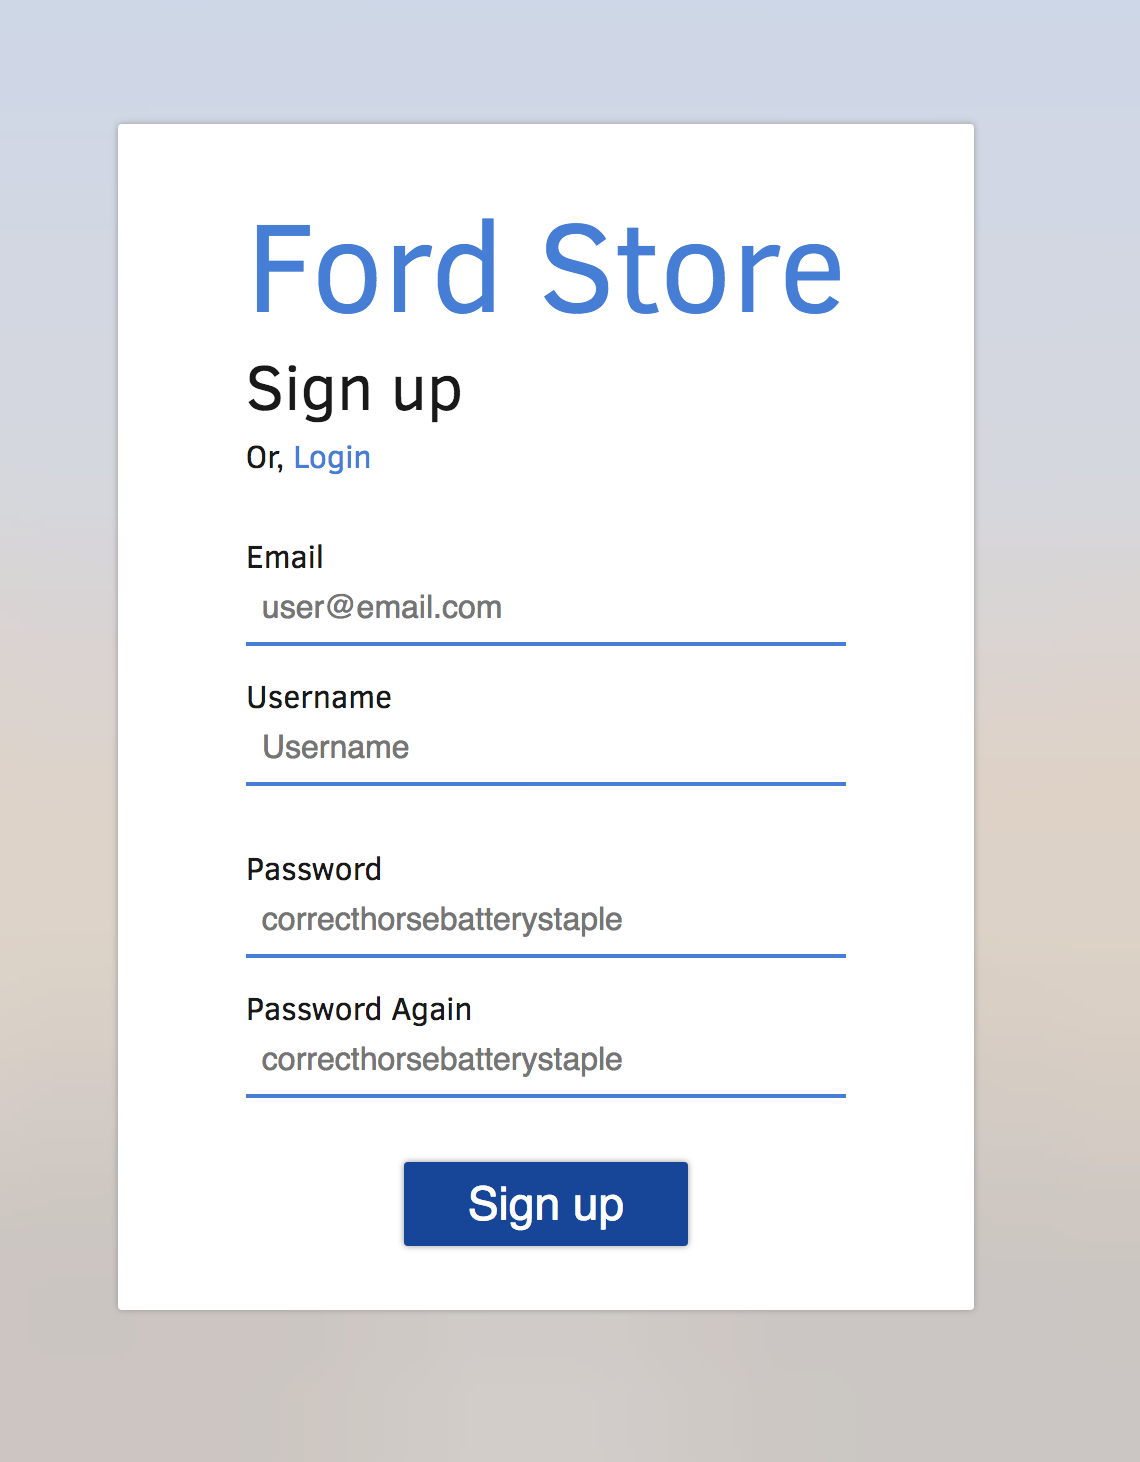 Ford Store
Sign up
Or, Login
Email
user@email.com
Username
Username
Password
correcthorsebatterystaple
Password Again
correcthorsebatterystaple
Sign up